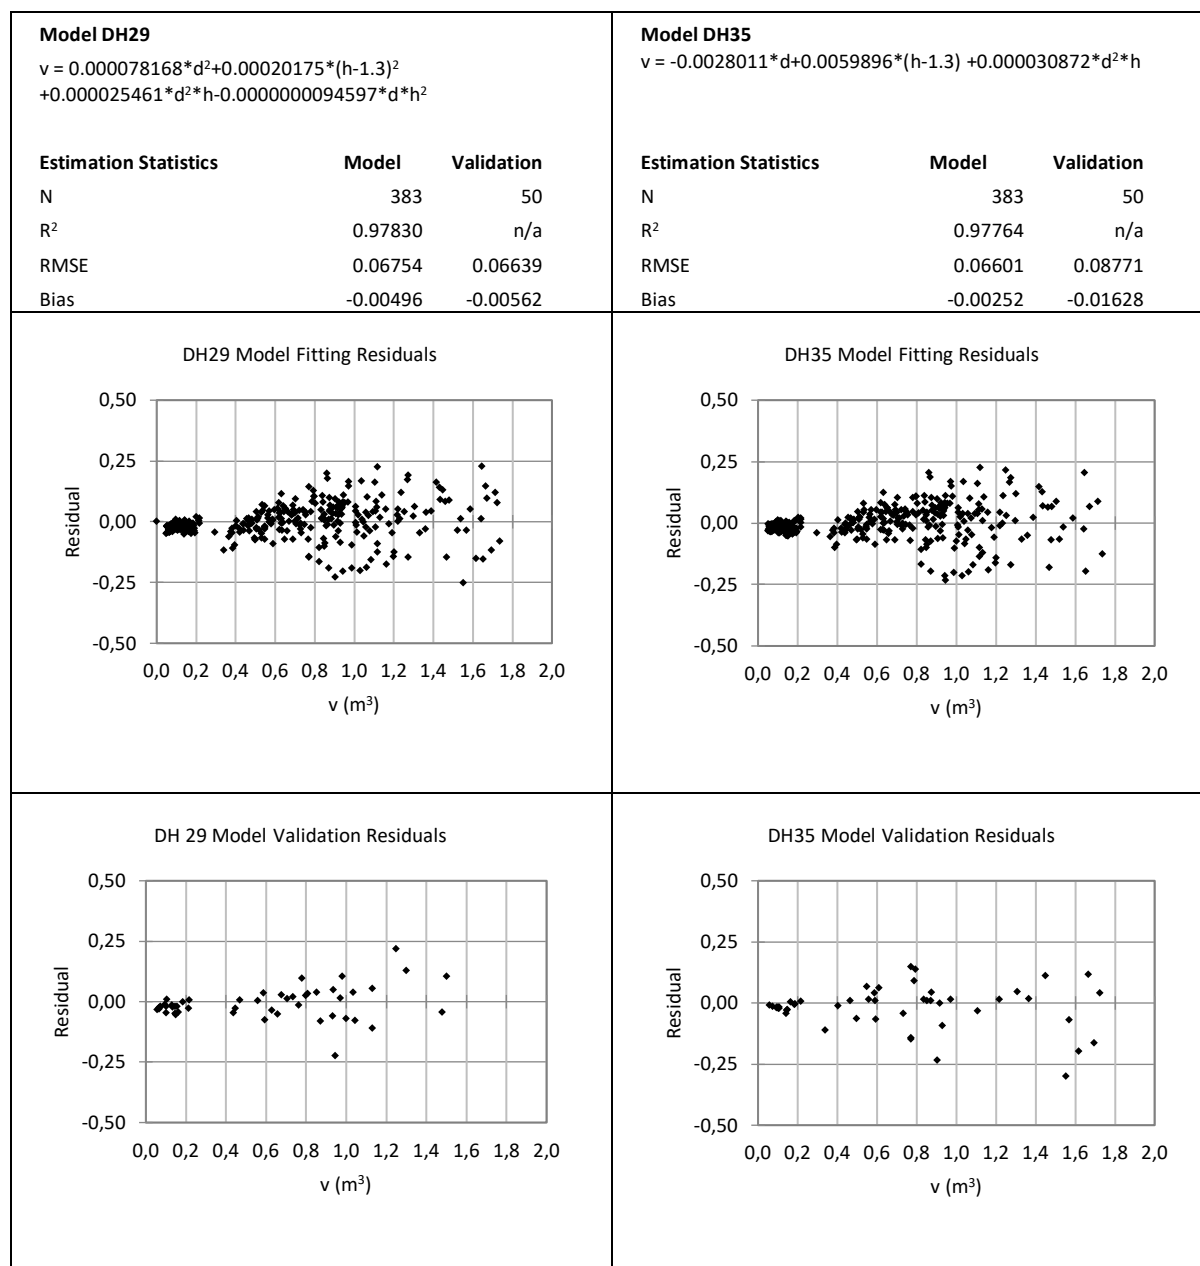 Model DH29
v = 0.000078168*d²+0.00020175*(h-1.3)²
+0.000025461*d²*h-0.0000000094597*d*h²
Estimation Statistics Model Validation
N 383 50
R² 0.97830 n/a
RMSE 0.06754 0.06639
Bias -0.00496 -0.00562
Model DH35
v = -0.0028011*d+0.0059896*(h-1.3) +0.000030872*d²*h
Estimation Statistics Model Validation
N 383 50
R² 0.97764 n/a
RMSE 0.06601 0.08771
Bias -0.00252 -0.01628
DH29 Model Fitting Residuals
0,50
0,25
0,00
-0,25
-0,50
Residual
0,0 0,2 0,4 0,6 0,8 1,0 1,2 1,4 1,6 1,8 2,0
v (m³)
DH35 Model Fitting Residuals
0,50
0,25
0,00
-0,25
-0,50
Residual
0,0 0,2 0,4 0,6 0,8 1,0 1,2 1,4 1,6 1,8 2,0
v (m³)
DH 29 Model Validation Residuals
0,50
0,25
0,00
-0,25
-0,50
Residual
0,0 0,2 0,4 0,6 0,8 1,0 1,2 1,4 1,6 1,8 2,0
v (m³)
DH35 Model Validation Residuals
0,50
0,25
0,00
-0,25
-0,50
Residual
0,0 0,2 0,4 0,6 0,8 1,0 1,2 1,4 1,6 1,8 2,0
v (m³)